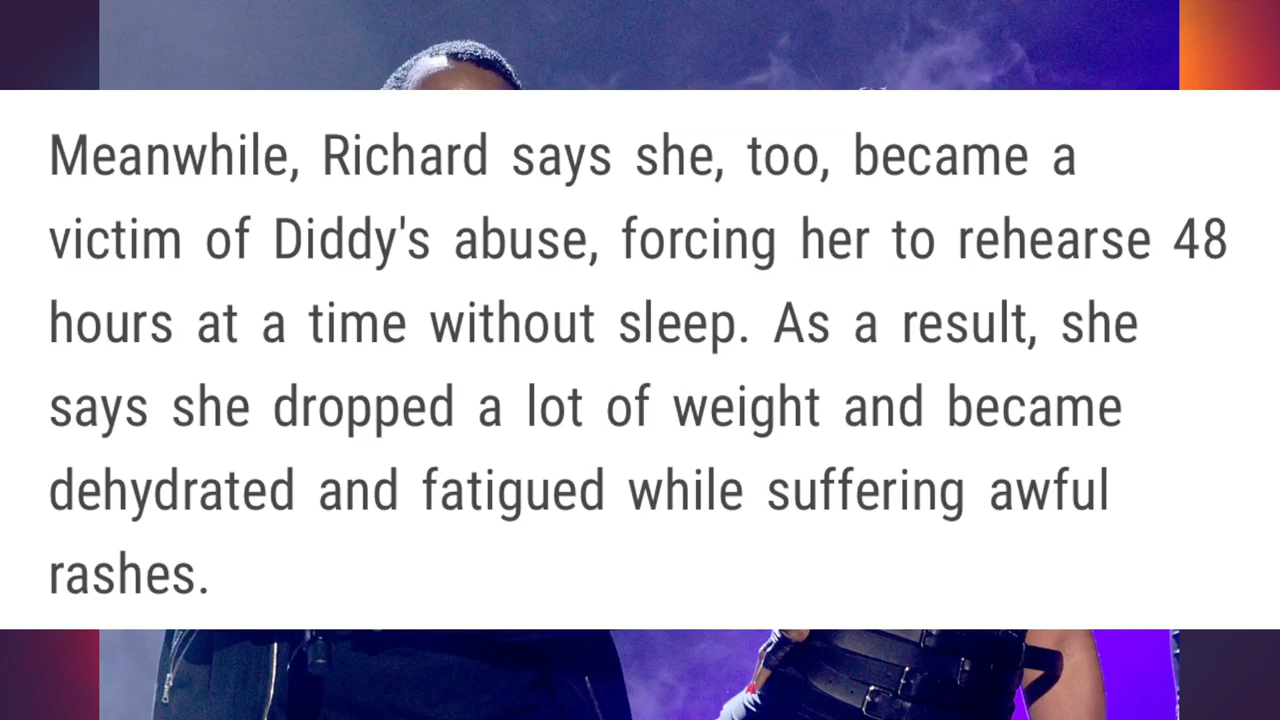 Meanwhile, Richard says she, too, became a
victim of Diddy's abuse, forcing her to rehearse 48
hours at a time without sleep. As a result, she
says she dropped a lot of weight and became
dehydrated and fatigued while suffering awful
rashes.